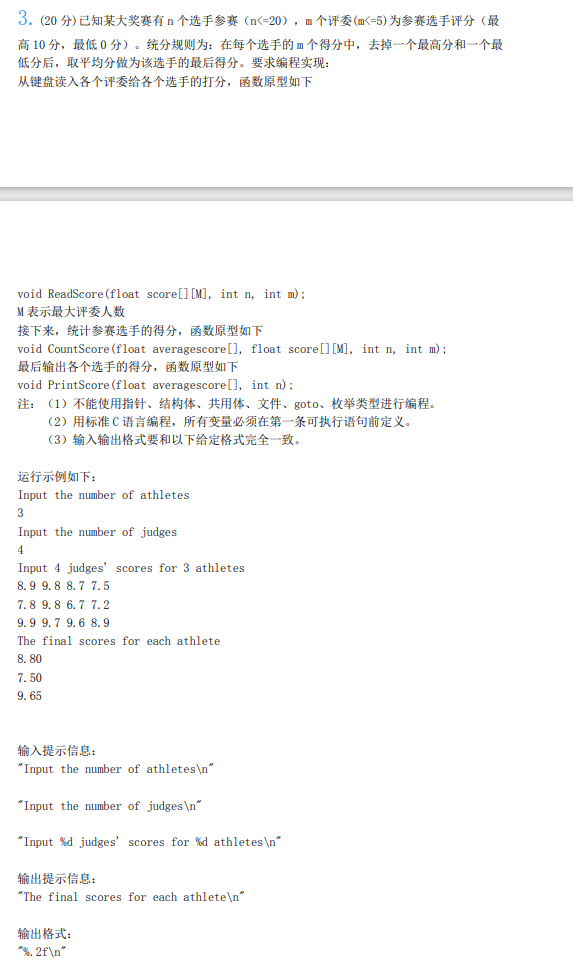 3. (20 分)已知某大奖赛有 n 个选手参赛（n<=20），m 个评委(m<=5)为参赛选手评分（最
高 10 分，最低 0 分）。统分规则为：在每个选手的 m 个得分中，去掉一个最高分和一个最
低分后，取平均分做为该选手的最后得分。要求编程实现：
从键盘读入各个评委给各个选手的打分，函数原型如下
void ReadScore(float score[][M], int n, int m);
M 表示最大评委人数
接下来，统计参赛选手的得分，函数原型如下
void CountScore(float averagescore[], float score[][M], int n, int m);
最后输出各个选手的得分，函数原型如下
void PrintScore(float averagescore[], int n);
注：（1）不能使用指针、结构体、共用体、文件、goto、枚举类型进行编程。
（2）用标准 C 语言编程，所有变量必须在第一条可执行语句前定义。
（3）输入输出格式要和以下给定格式完全一致。
运行示例如下：
Input the number of athletes
3
Input the number of judges
4
Input 4 judges’ scores for 3 athletes
8.9 9.8 8.7 7.5
7.8 9.8 6.7 7.2
9.9 9.7 9.6 8.9
The final scores for each athlete
8.80
7.50
9.65
输入提示信息：
"Input the number of athletes\n"
"Input the number of judges\n"
"Input %d judges’ scores for %d athletes\n"
输出提示信息：
"The final scores for each athlete\n"
输出格式：
"%.2f\n"